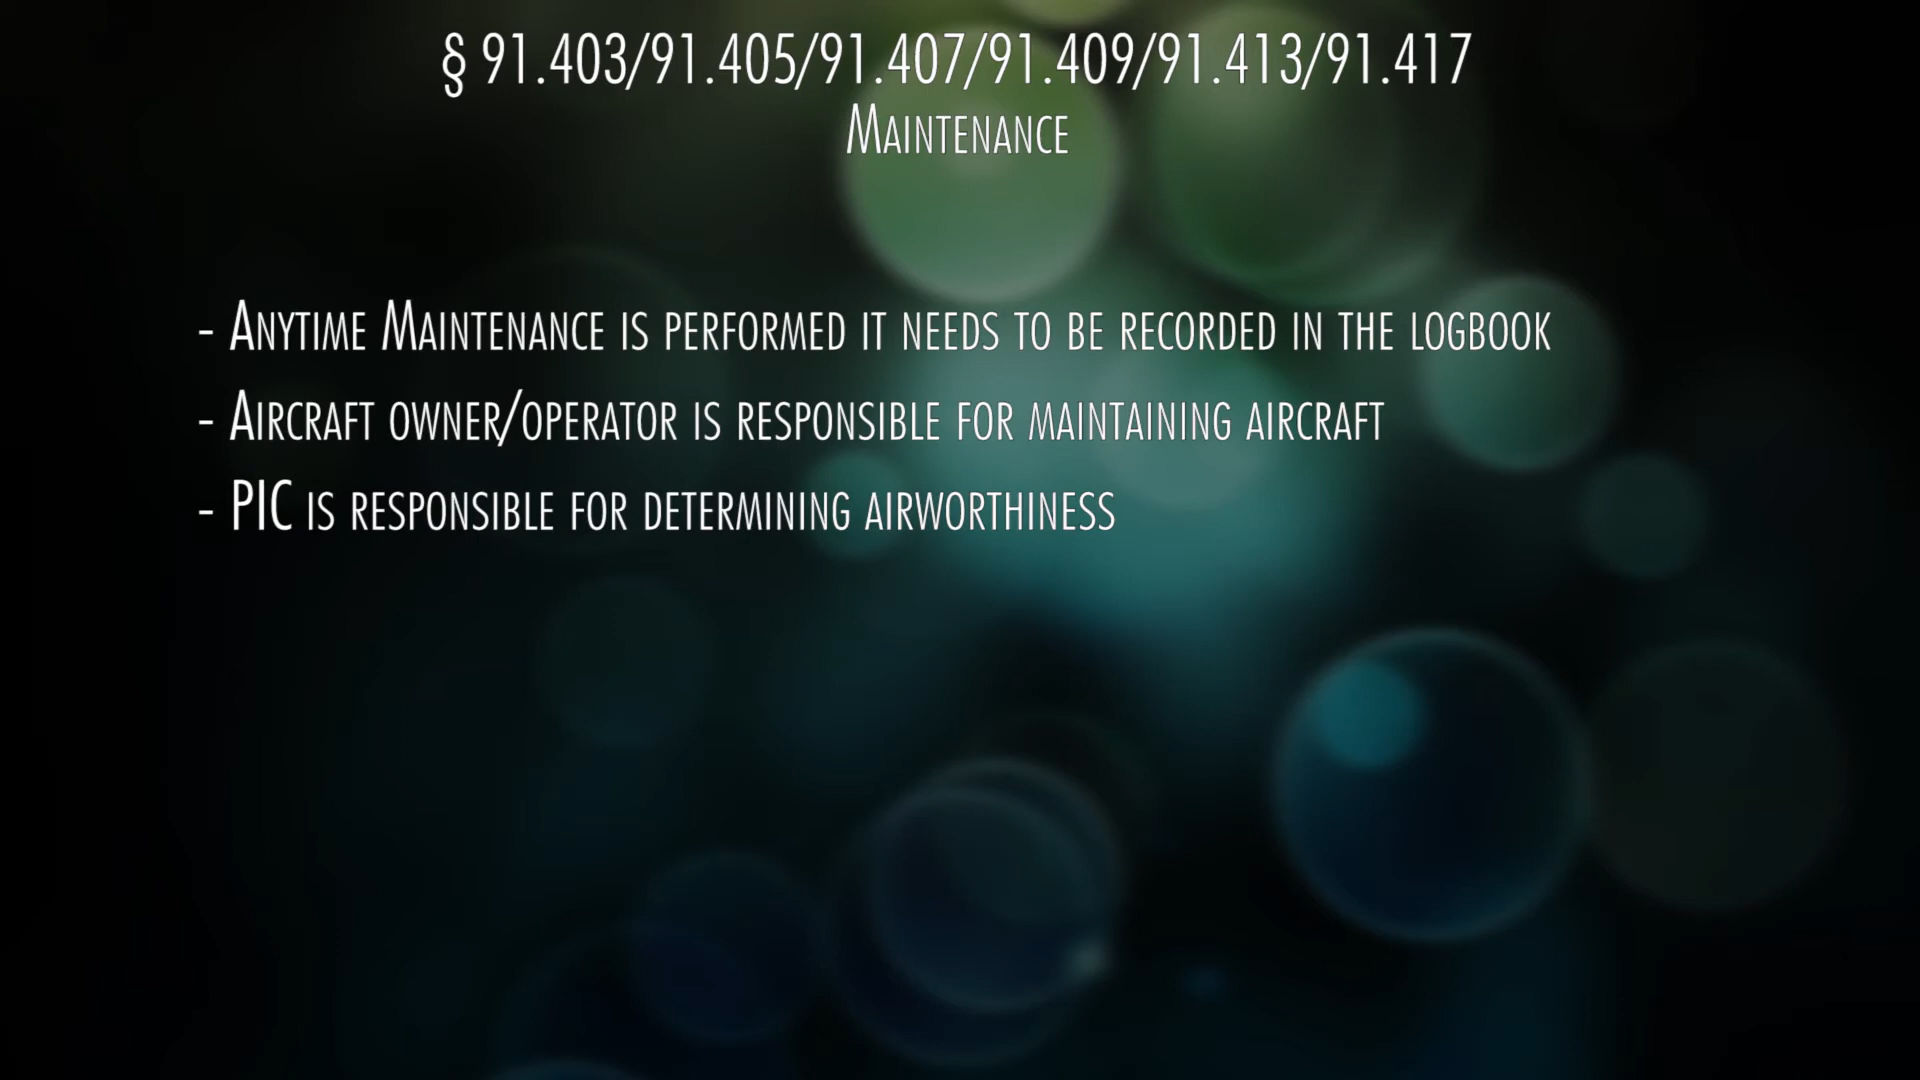 § 91.403/91.405/91.407/91.409/91.413/91.417
Maintenance
- Anytime Maintenance is performed it needs to be recorded in the logbook
- Aircraft owner/operator is responsible for maintaining aircraft
- PIC is responsible for determining airworthiness